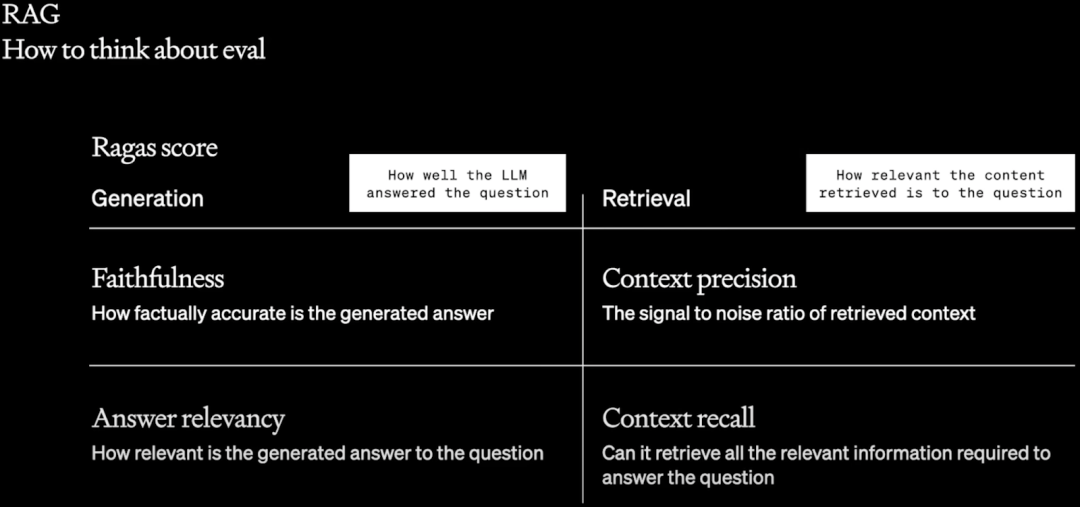 RAG
How to think about eval
Ragas score
Generation
How well the LLM
answered the question
Retrieval
How relevant the content
retrieved is to the question
Faithfulness
How factually accurate is the generated answer
Context precision
The signal to noise ratio of retrieved context
Answer relevancy
How relevant is the generated answer to the question
Context recall
Can it retrieve all the relevant information required to
answer the question